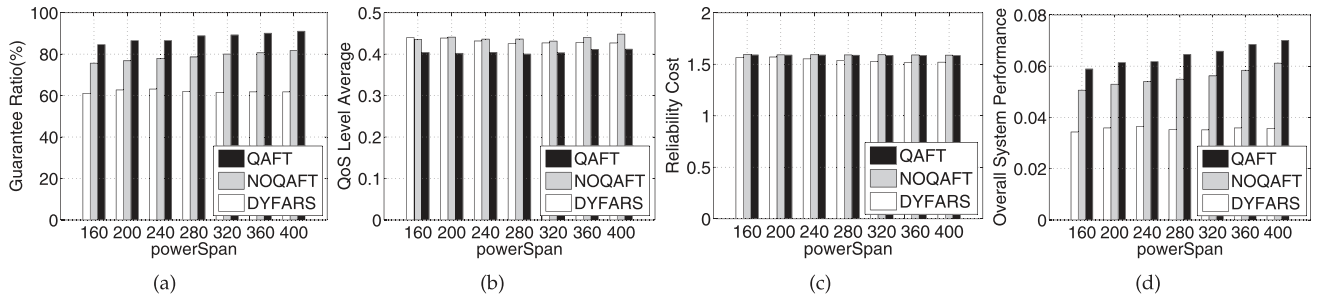 Guarantee Ratio(%)
100
80
60
40
20
0
QAFT
NOQAFT
DYFARS
160 200 240 280 320 360 400
powerSpan
(a)
QoS Level Average
0.5
0.4
0.3
0.2
0.1
0
QAFT
NOQAFT
DYFARS
160 200 240 280 320 360 400
powerSpan
(b)
Reliability Cost
2
1.5
1
0.5
0
QAFT
NOQAFT
DYFARS
160 200 240 280 320 360 400
powerSpan
(c)
Overall System Performance
0.08
0.06
0.04
0.02
0
QAFT
NOQAFT
DYFARS
160 200 240 280 320 360 400
powerSpan
(d)